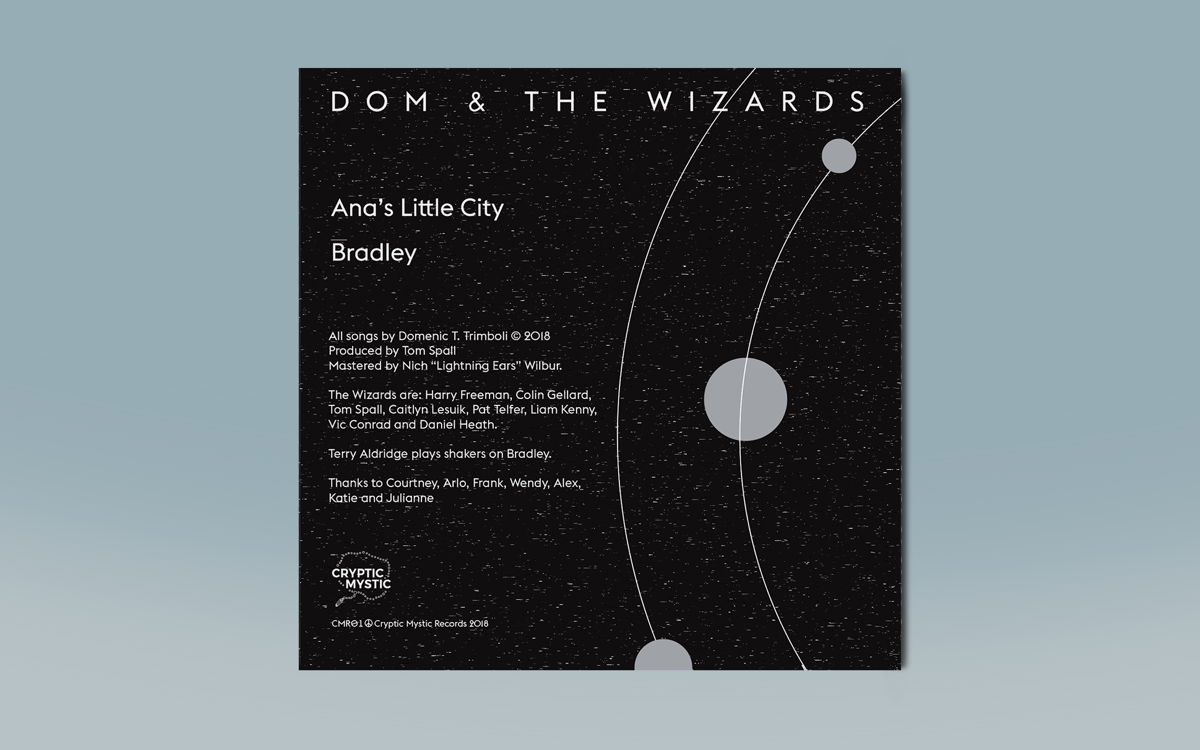 DOM & THE WIZARDS
Ana's Little City
Bradley
All songs by Domenic T. Trimboli © 2018
Produced by Tom Spall
Mastered by Nich “Lightning Ears” Wilbur.
The Wizards are: Harry Freeman, Colin Gellard,
Tom Spall, Caitlyn Lesuik, Pat Telfer, Liam Kenny,
Vic Conrad and Daniel Heath.
Terry Aldridge plays shakers on Bradley.
Thanks to Courtney, Arlo, Frank, Wendy, Alex,
Katie and Julianne
CRYPTIC
MYSTIC
CMR01 ☮ Cryptic Mystic Records 2018